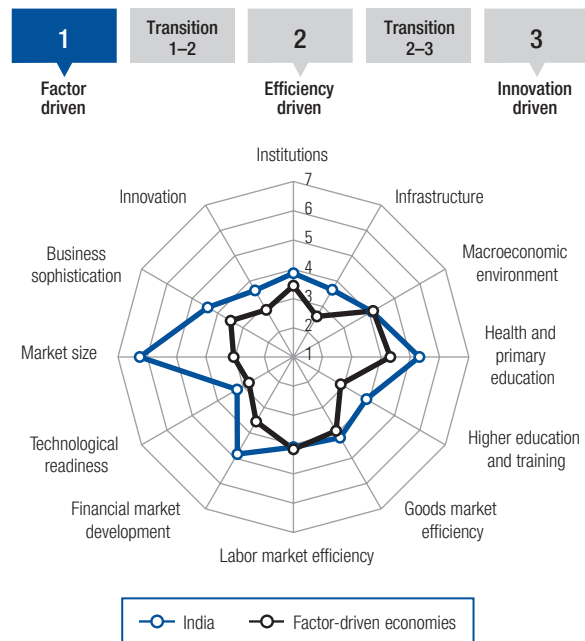 1
Transition
1–2
2
Transition
2–3
3
Factor
driven
Efficiency
driven
Innovation
driven
Institutions
Infrastructure
Macroeconomic
environment
Health and
primary
education
Higher education
and training
Goods market
efficiency
Labor market efficiency
Financial market
development
Technological
readiness
Market size
Business
sophistication
Innovation
7
6
5
4
3
2
1
India
Factor-driven economies